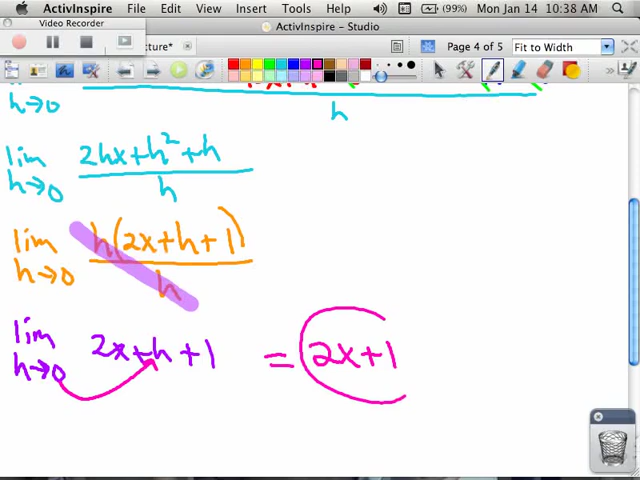 ActivInspire File Edit View Insert Tools Help (99%) Mon Jan 14 10:38 AM
Video Recorder
ActivInspire - Studio
cture*
Page 4 of 5 Fit to Width
h→0 h
lim 2hx+h²+h
h→0 h
lim h(2x+h+1)
h→0 h
lim 2x+h+1 = 2x+1
h→0